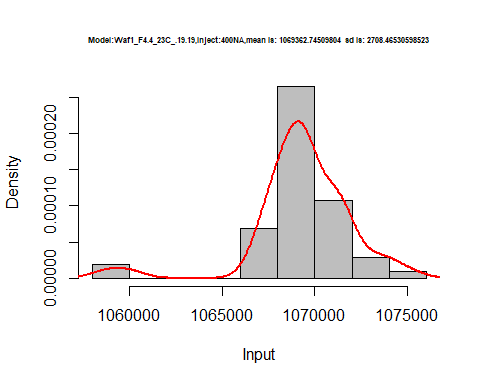 Model:Waf1_F4.4_23C_.19.19,Inject:400NA,mean is: 1069362.74509804 sd is: 2708.46530598523
Density
0.00020
0.00010
0.00000
1060000 1065000 1070000 1075000
Input